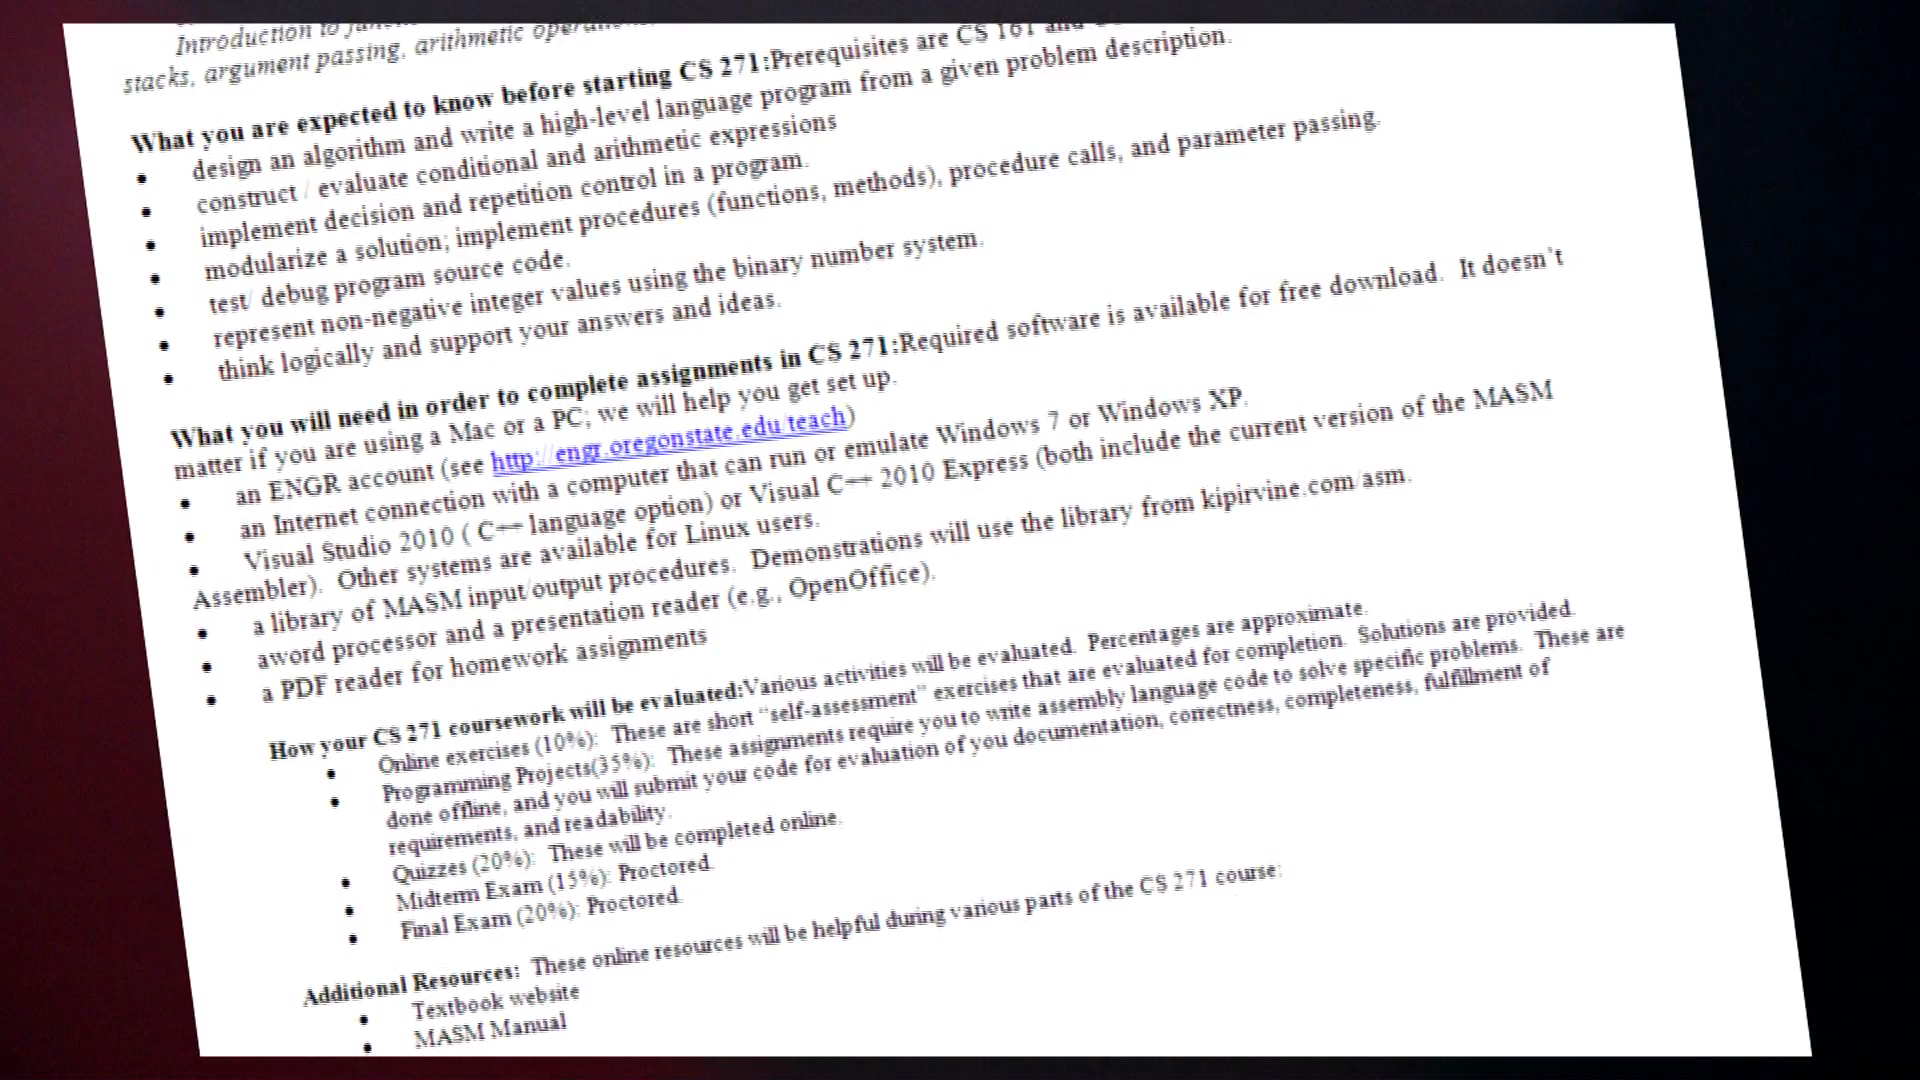 Introduction to
stacks, argument passing, arithmetic
What you are expected to know before starting CS 271:Prerequisites are CS 161 and
design an algorithm and write a high-level language program from a given problem description.
construct / evaluate conditional and arithmetic expressions
implement decision and repetition control in a program.
modularize a solution; implement procedures (functions, methods), procedure calls, and parameter passing.
test/ debug program source code.
represent non-negative integer values using the binary number system.
think logically and support your answers and ideas.
What you will need in order to complete assignments in CS 271:Required software is available for free download. It doesn't
matter if you are using a Mac or a PC; we will help you get set up.
an ENGR account (see http://engr.oregonstate.edu/teach)
an Internet connection with a computer that can run or emulate Windows 7 or Windows XP.
Visual Studio 2010 ( C++ language option) or Visual C++ 2010 Express (both include the current version of the MASM
Assembler). Other systems are available for Linux users.
a library of MASM input/output procedures. Demonstrations will use the library from kipirvine.com/asm.
aword processor and a presentation reader (e.g., OpenOffice).
a PDF reader for homework assignments
How your CS 271 coursework will be evaluated:Various activities will be evaluated. Percentages are approximate.
Online exercises (10%): These are short "self-assessment" exercises that are evaluated for completion. Solutions are provided.
Programming Projects(35%): These assignments require you to write assembly language code to solve specific problems. These are
done offline, and you will submit your code for evaluation of you documentation, correctness, completeness, fulfillment of
requirements, and readability.
Quizzes (20%): These will be completed online.
Midterm Exam (15%): Proctored.
Final Exam (20%): Proctored.
Additional Resources: These online resources will be helpful during various parts of the CS 271 course:
Textbook website
MASM Manual